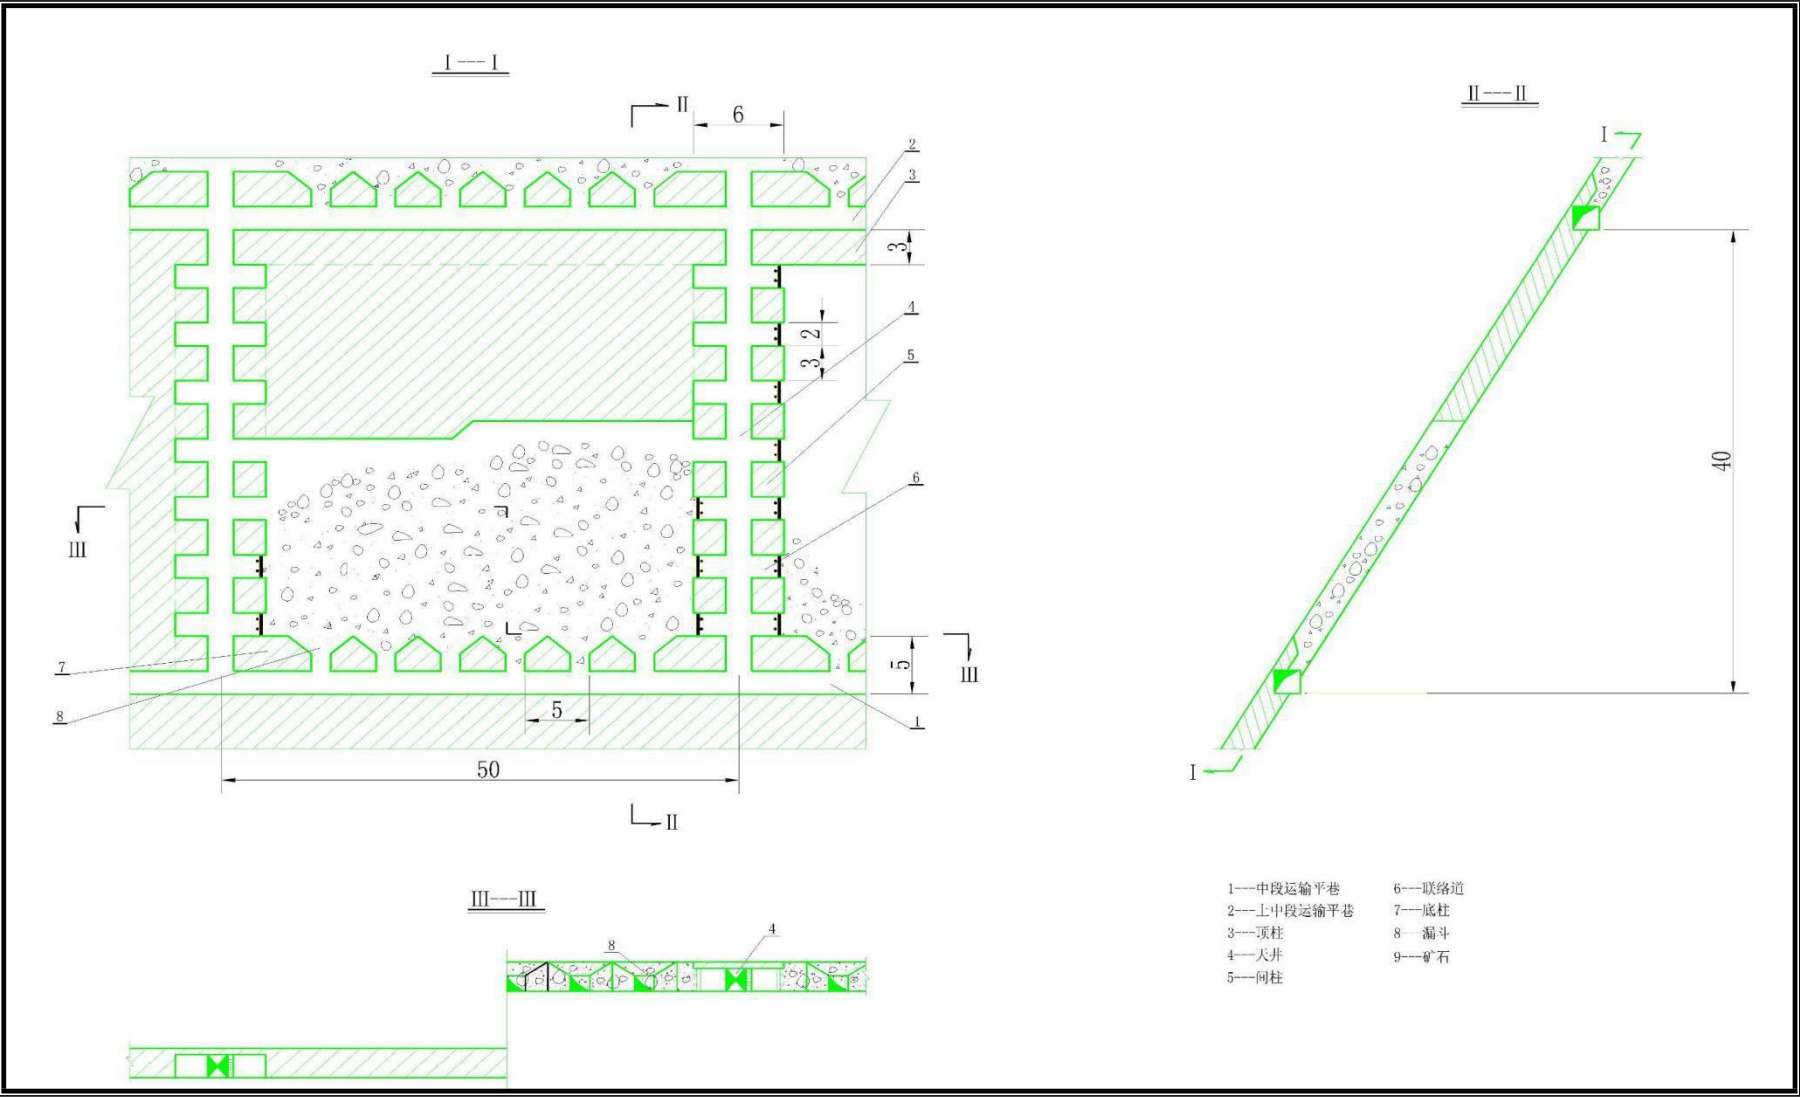 I---I
II
6
2
3
3
4
2
5
3
6
III
III
7
5
8
5
1
50
II
III---III
8
4
II---II
I
40
I
1---中段运输平巷
2---上中段运输平巷
3---顶柱
4---天井
5---间柱
6---联络道
7---底柱
8---漏斗
9---矿石